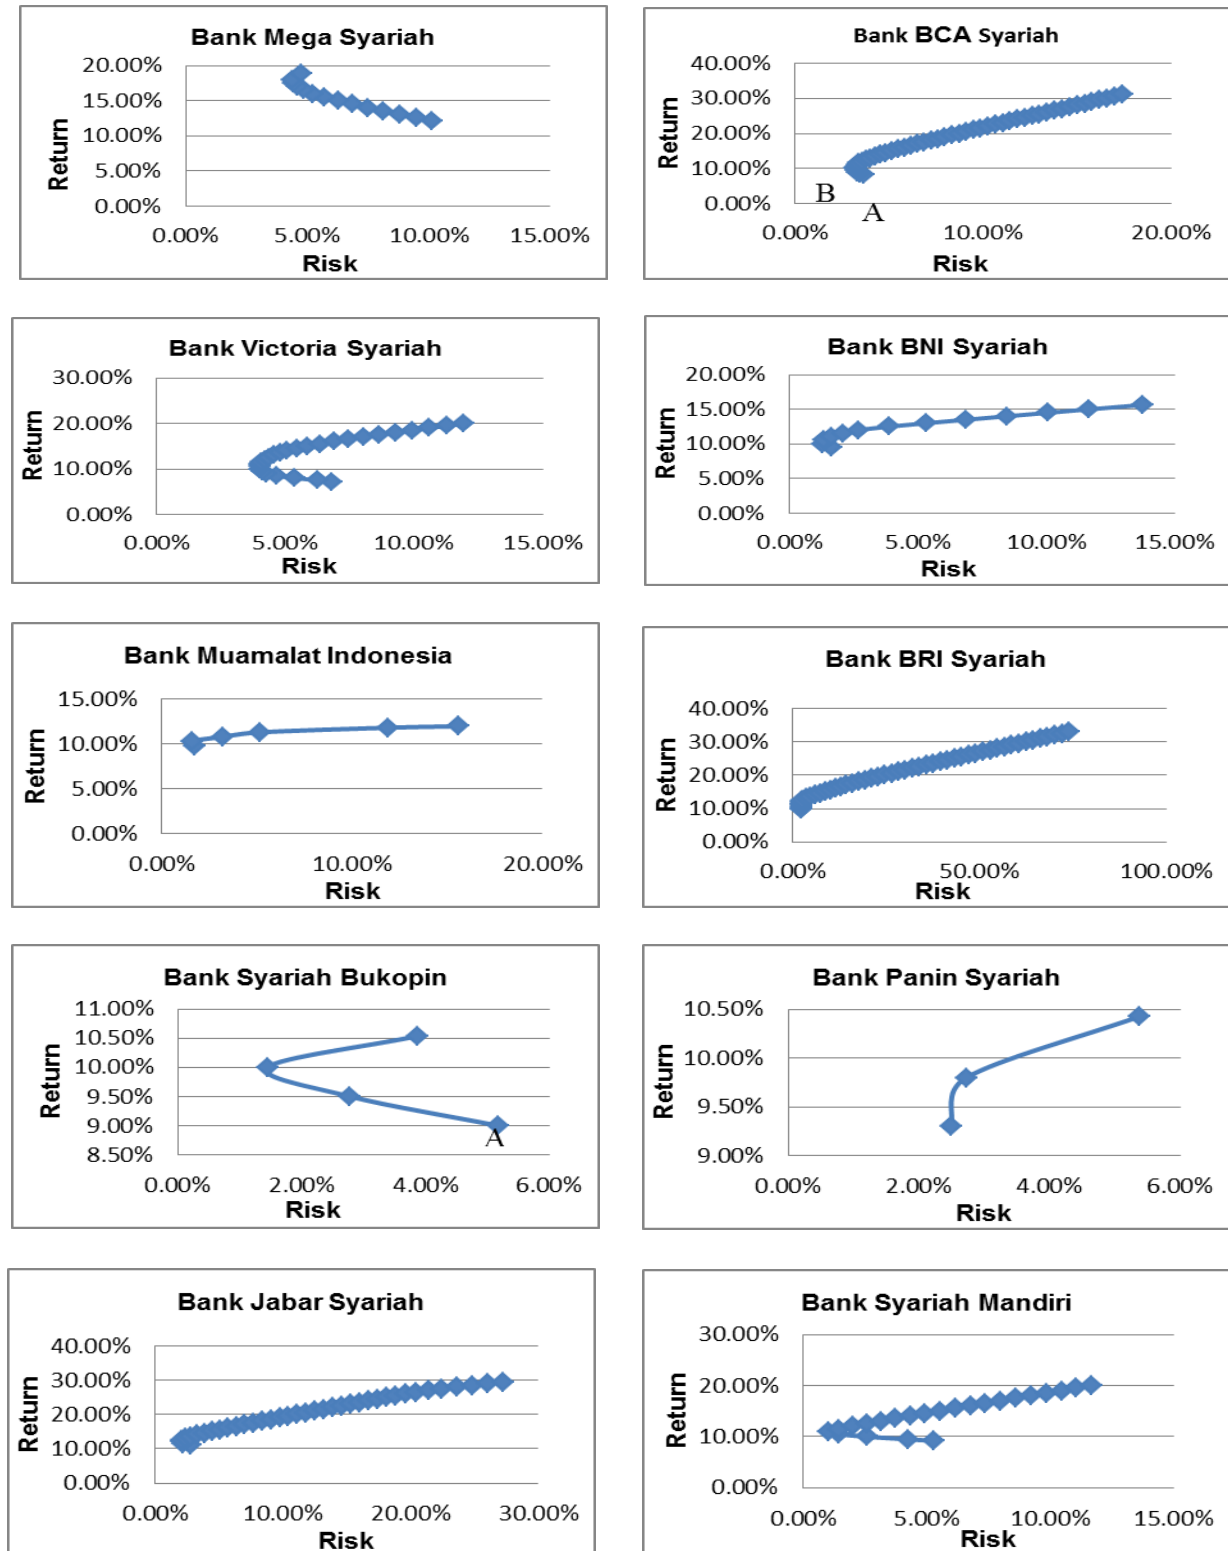 Bank Mega Syariah
20.00%
15.00%
10.00%
5.00%
0.00%
Return
0.00% 5.00% 10.00% 15.00%
Risk
Bank BCA Syariah
40.00%
30.00%
20.00%
10.00%
0.00%
Return
B
A
0.00% 10.00% 20.00%
Risk
Bank Victoria Syariah
30.00%
20.00%
10.00%
0.00%
Return
0.00% 5.00% 10.00% 15.00%
Risk
Bank BNI Syariah
20.00%
15.00%
10.00%
5.00%
0.00%
Return
0.00% 5.00% 10.00% 15.00%
Risk
Bank Muamalat Indonesia
15.00%
10.00%
5.00%
0.00%
Return
0.00% 10.00% 20.00%
Risk
Bank BRI Syariah
40.00%
30.00%
20.00%
10.00%
0.00%
Return
0.00% 50.00% 100.00%
Risk
Bank Syariah Bukopin
11.00%
10.50%
10.00%
9.50%
9.00%
8.50%
Return
A
0.00% 2.00% 4.00% 6.00%
Risk
Bank Panin Syariah
10.50%
10.00%
9.50%
9.00%
Return
0.00% 2.00% 4.00% 6.00%
Risk
Bank Jabar Syariah
40.00%
30.00%
20.00%
10.00%
0.00%
Return
0.00% 10.00% 20.00% 30.00%
Risk
Bank Syariah Mandiri
30.00%
20.00%
10.00%
0.00%
Return
0.00% 5.00% 10.00% 15.00%
Risk